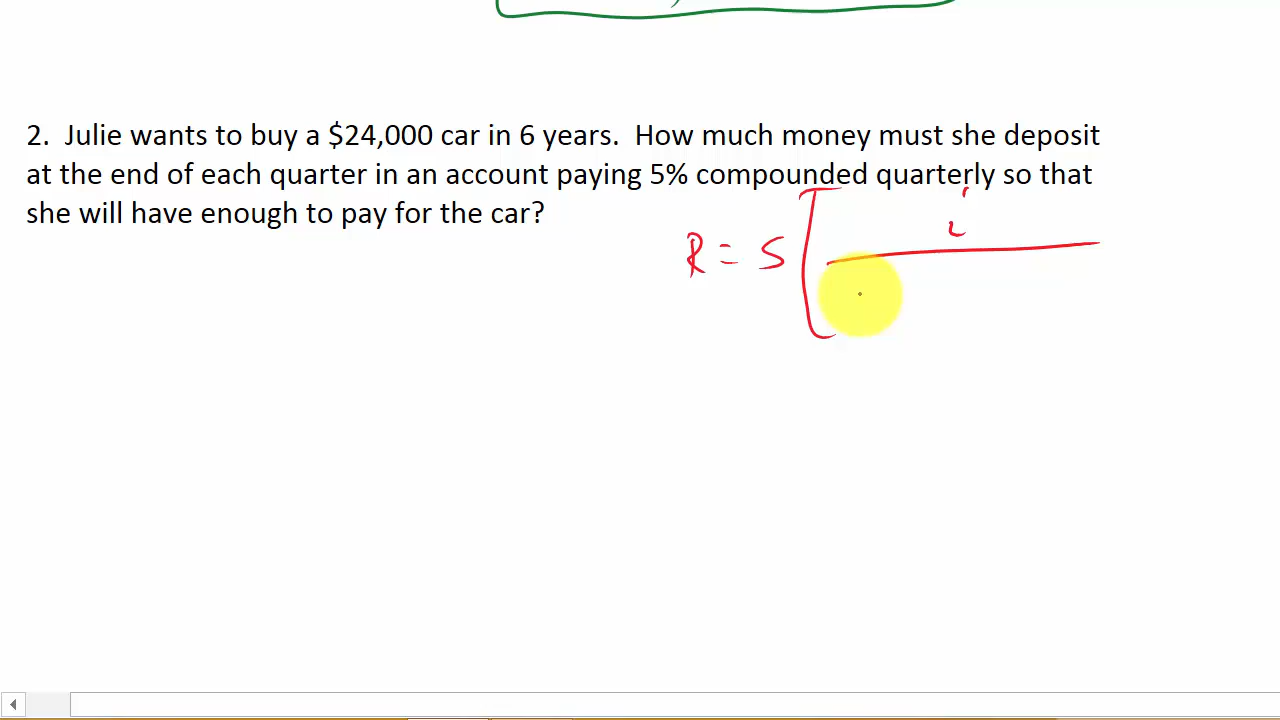 2. Julie wants to buy a $24,000 car in 6 years. How much money must she deposit
at the end of each quarter in an account paying 5% compounded quarterly so that
she will have enough to pay for the car?
i
R = S [